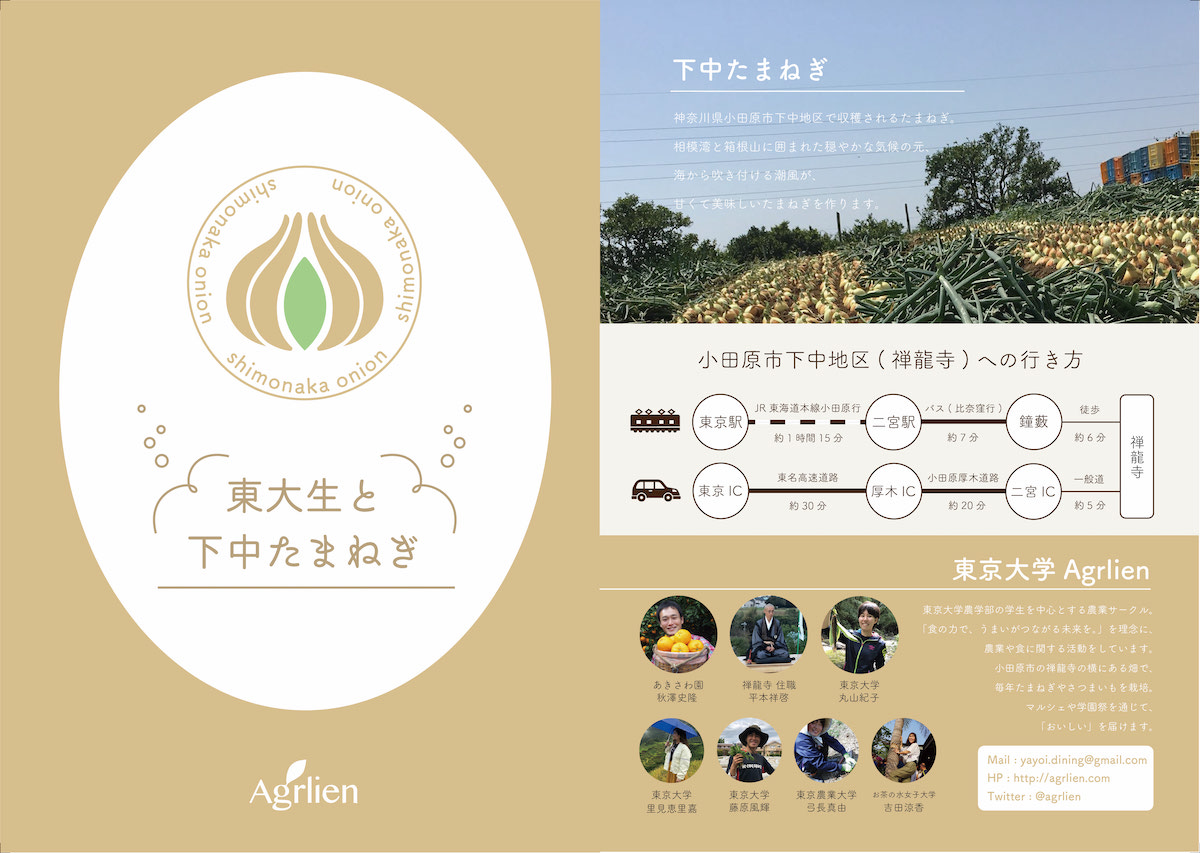 shimonaka onion
shimonaka onion
shimonaka onion
shimonaka onion
東大生と
下中たまねぎ
Agrlien
下中たまねぎ
神奈川県小田原市下中地区で収穫されるたまねぎ。
相模湾と箱根山に囲まれた穏やかな気候の元、
海から吹き付ける潮風が、
甘くて美味しいたまねぎを作ります。
小田原市下中地区(禅龍寺)への行き方
東京駅 JR東海道本線小田原行 約1時間15分 二宮駅 バス(比奈窪行) 約7分 鐘藪 徒歩 約6分
東京IC 東名高速道路 約30分 厚木IC 小田原厚木道路 約20分 二宮IC 一般道 約5分
禅龍寺
東京大学 Agrlien
東京大学農学部の学生を中心とする農業サークル。
「食の力で、うまいがつながる未来を。」を理念に、
農業や食に関する活動をしています。
小田原市の禅龍寺の横にある畑で、
毎年たまねぎやさつまいもを栽培。
マルシェや学園祭を通じて、
「おいしい」を届けます。
あきさわ園
秋澤史隆
禅龍寺 住職
平本祥啓
東京大学
丸山紀子
東京大学
里見恵里嘉
東京大学
藤原風輝
東京農業大学
弓長真由
お茶の水女子大学
吉田涼香
Mail : yayoi.dining@gmail.com
HP : http://agrlien.com
Twitter : @agrlien